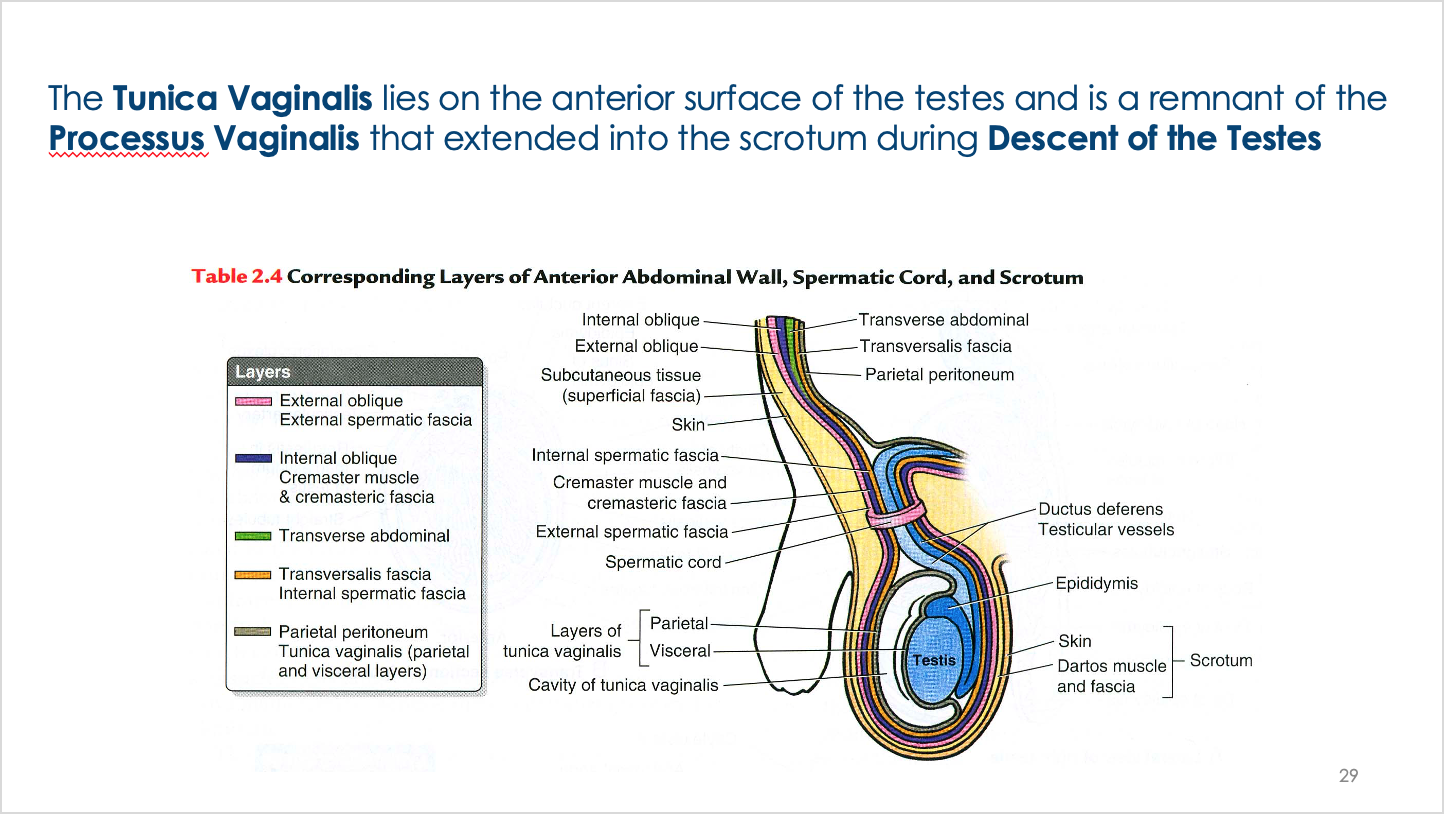 The Tunica Vaginalis lies on the anterior surface of the testes and is a remnant of the
Processus Vaginalis that extended into the scrotum during Descent of the Testes
Table 2.4 Corresponding Layers of Anterior Abdominal Wall, Spermatic Cord, and Scrotum
Layers
External oblique
External spermatic fascia
Internal oblique
Cremaster muscle
& cremasteric fascia
Transverse abdominal
Transversalis fascia
Internal spermatic fascia
Parietal peritoneum
Tunica vaginalis (parietal
and visceral layers)
Internal oblique
External oblique
Subcutaneous tissue
(superficial fascia)
Skin
Internal spermatic fascia
Cremaster muscle and
cremasteric fascia
External spermatic fascia
Spermatic cord
Layers of
tunica vaginalis
Parietal
Visceral
Cavity of tunica vaginalis
Transverse abdominal
Transversalis fascia
Parietal peritoneum
Ductus deferens
Testicular vessels
Epididymis
Testis
Skin
Dartos muscle
and fascia
Scrotum
29